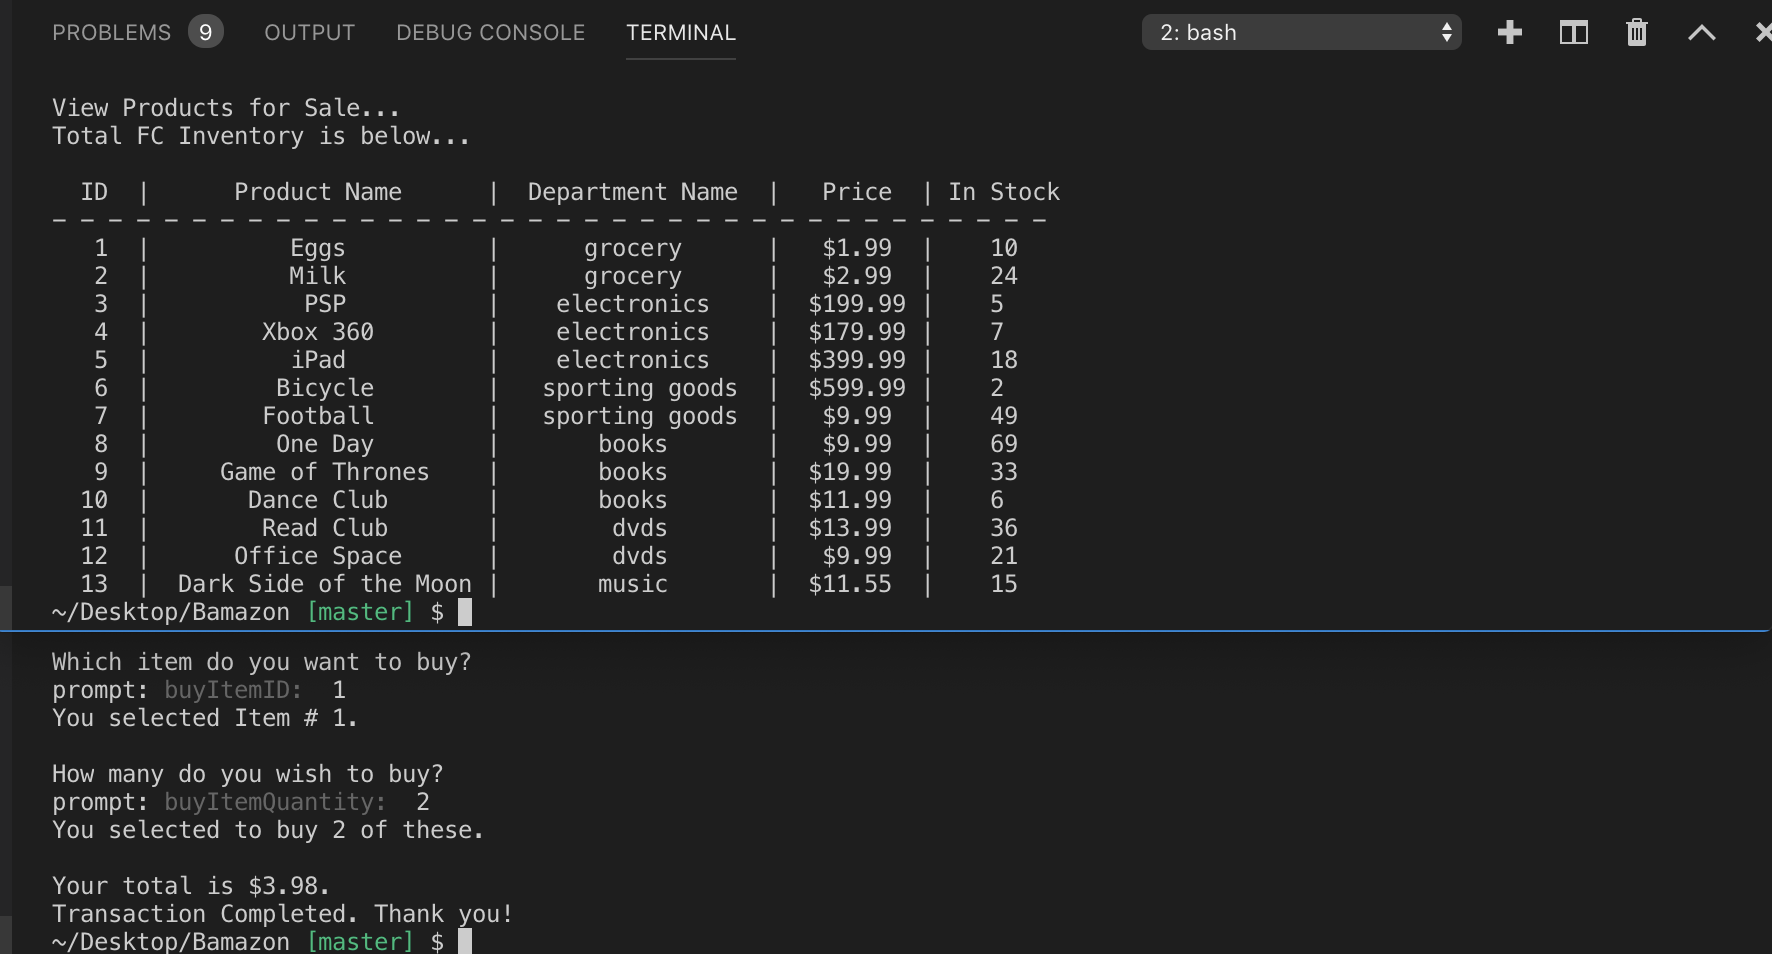 PROBLEMS 9 OUTPUT DEBUG CONSOLE TERMINAL 2: bash
View Products for Sale...
Total FC Inventory is below...
ID | Product Name | Department Name | Price | In Stock
- - - - - - - - - - - - - - - - - - - - - - - - - - - - - - - - - - - -
1 | Eggs | grocery | $1.99 | 10
2 | Milk | grocery | $2.99 | 24
3 | PSP | electronics | $199.99 | 5
4 | Xbox 360 | electronics | $179.99 | 7
5 | iPad | electronics | $399.99 | 18
6 | Bicycle | sporting goods | $599.99 | 2
7 | Football | sporting goods | $9.99 | 49
8 | One Day | books | $9.99 | 69
9 | Game of Thrones | books | $19.99 | 33
10 | Dance Club | books | $11.99 | 6
11 | Read Club | dvds | $13.99 | 36
12 | Office Space | dvds | $9.99 | 21
13 | Dark Side of the Moon | music | $11.55 | 15
~/Desktop/Bamazon [master] $
Which item do you want to buy?
prompt: buyItemID: 1
You selected Item # 1.
How many do you wish to buy?
prompt: buyItemQuantity: 2
You selected to buy 2 of these.
Your total is $3.98.
Transaction Completed. Thank you!
~/Desktop/Bamazon [master] $